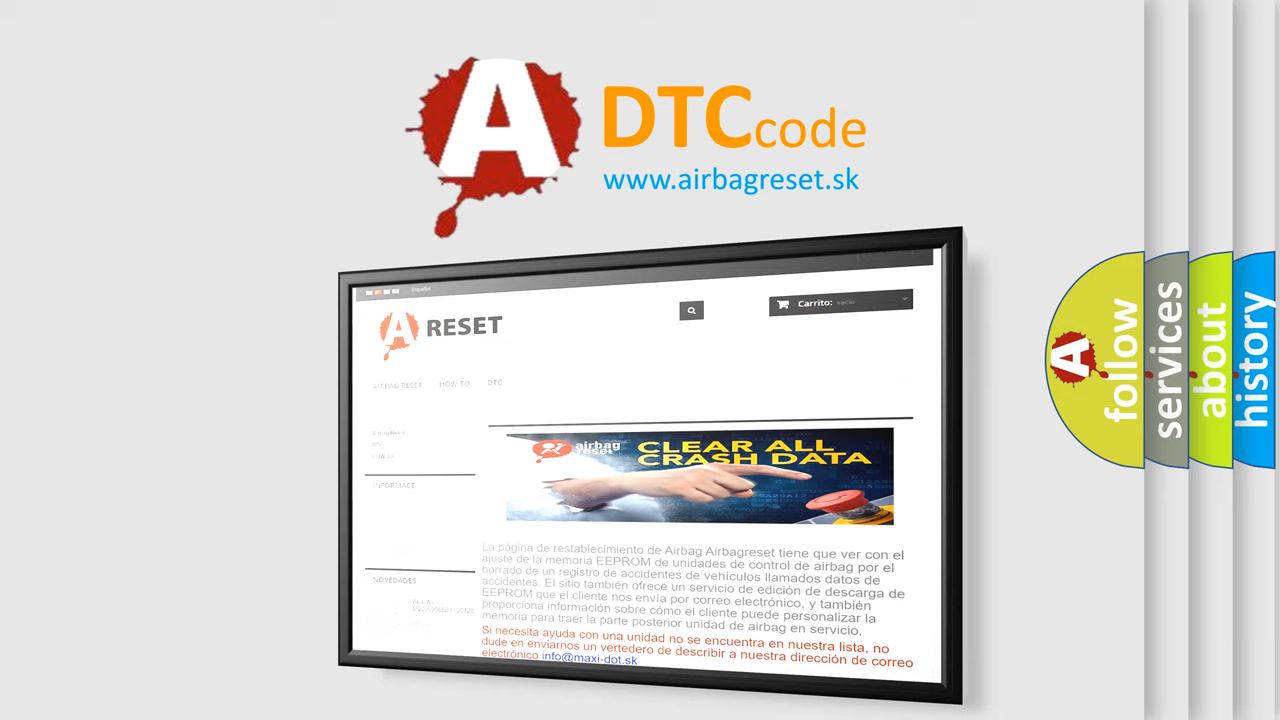 A DTC code
www.airbagreset.sk
Español
A RESET
Carrito: vacío
AIRBAG RESET HOW TO DTC
airbag reset
CLEAR ALL
CRASH DATA
INFORMACE
NOVEDADES
La página de restablecimiento de Airbag Airbagreset tiene que ver con el
ajuste de la memoria EEPROM de unidades de control de airbag por el
borrado de un registro de accidentes de vehículos llamados datos de
accidentes. El sitio también ofrece un servicio de edición de descarga de
EEPROM que el cliente nos envía por correo electrónico, y también
proporciona información sobre cómo el cliente puede personalizar la
memoria para traer la parte posterior unidad de airbag en servicio.
Si necesita ayuda con una unidad no se encuentra en nuestra lista, no
dude en enviarnos un vertedero de describir a nuestra dirección de correo
electrónico info@maxi-dot.sk
A follow
services
about
history